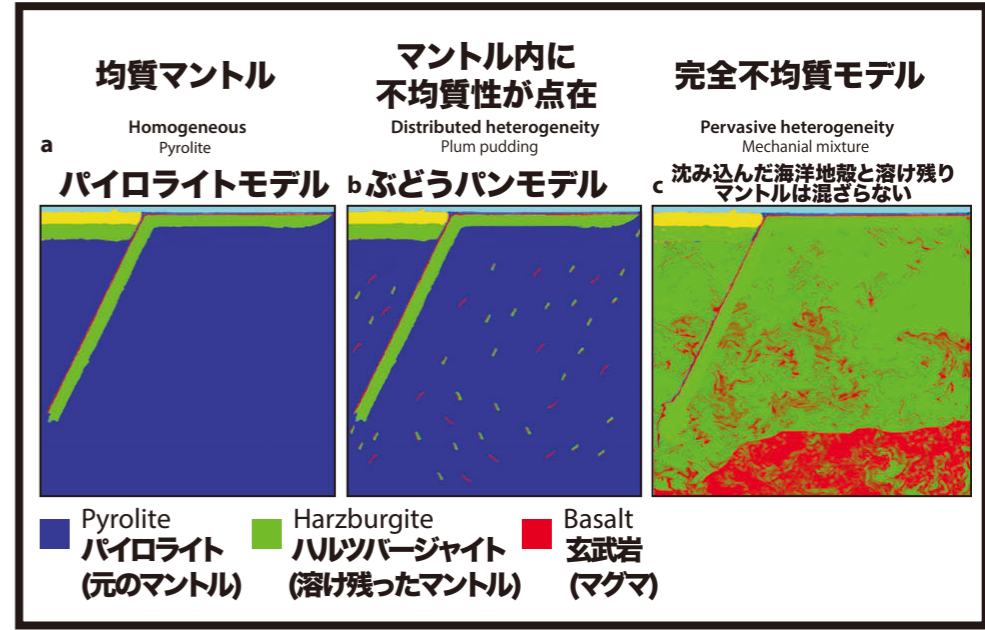 均質マントル
Homogeneous
Pyrolite
a
パイロライトモデル
マントル内に
不均質性が点在
Distributed heterogeneity
Plum pudding
b ぶどうパンモデル
完全不均質モデル
Pervasive heterogeneity
Mechanial mixture
c 沈み込んだ海洋地殻と溶け残り
マントルは混ざらない
Pyrolite
パイロライト
(元のマントル)
Harzburgite
ハルツバージャイト
(溶け残ったマントル)
Basalt
玄武岩
(マグマ)